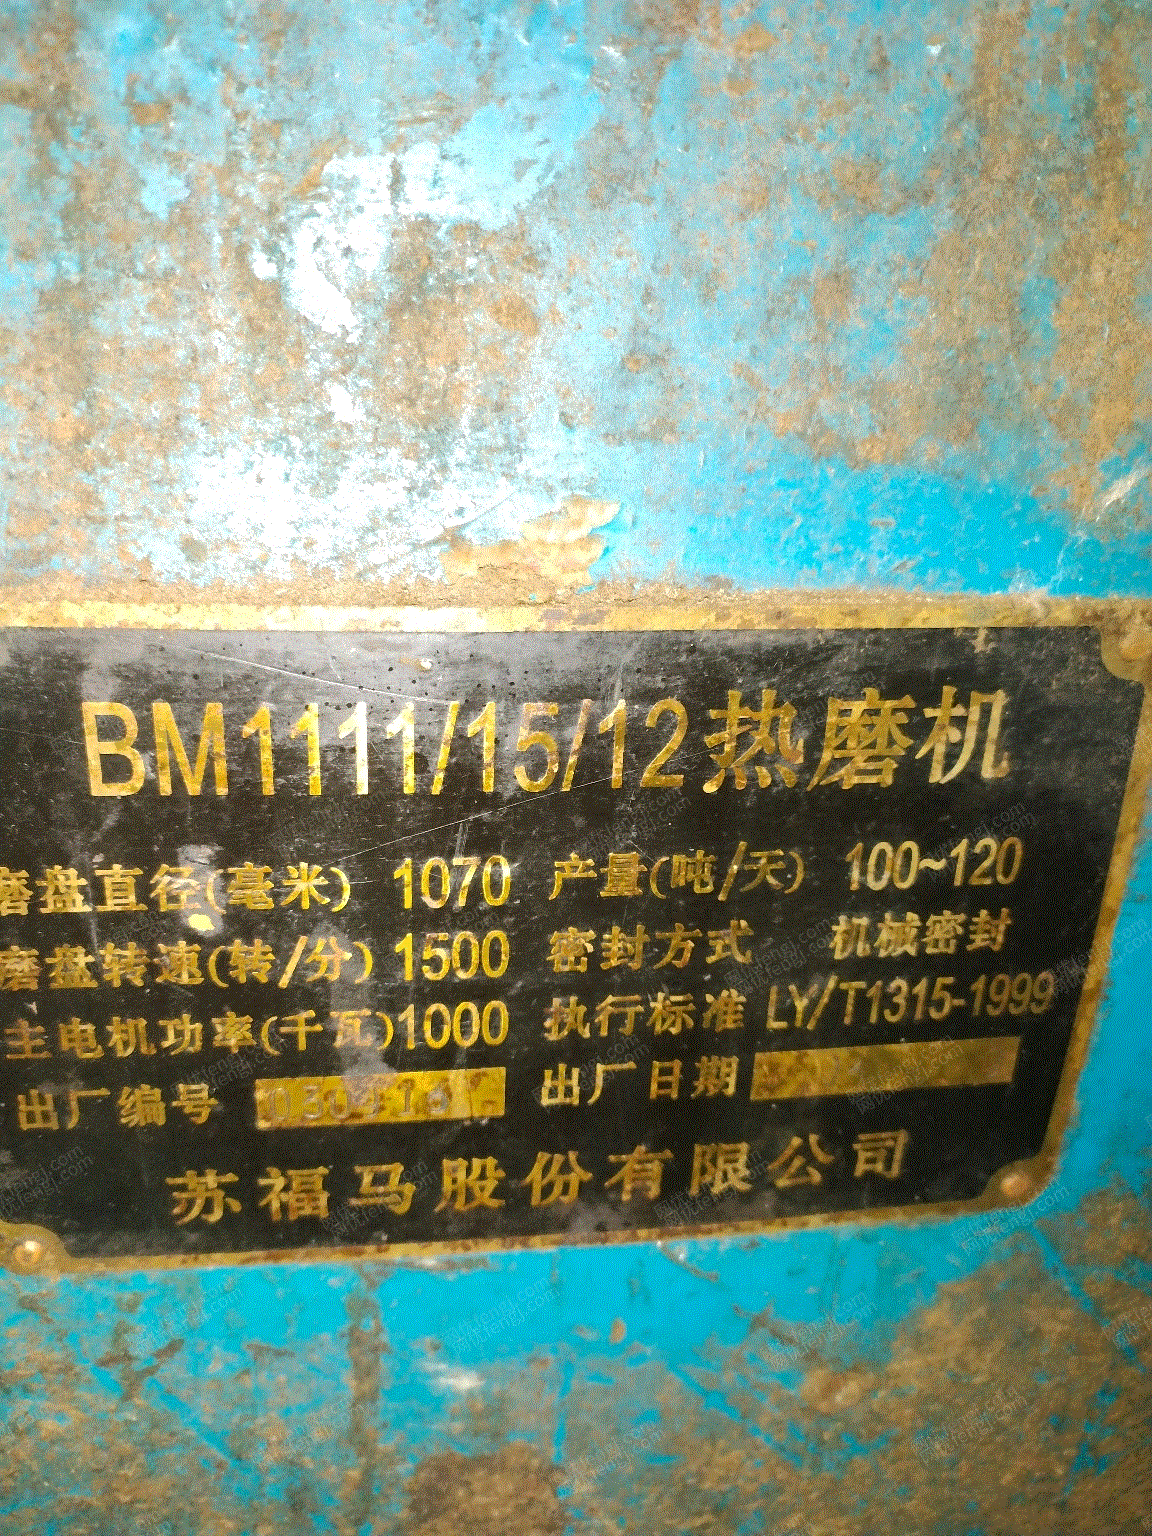 BM1111/15/12热磨机
磨盘直径(毫米) 1070 产量(吨/天) 100~120
磨盘转速(转/分) 1500 密封方式 机械密封
主电机功率(千瓦) 1000 执行标准 LY/T1315-1999
出厂编号 出厂日期
苏福马股份有限公司